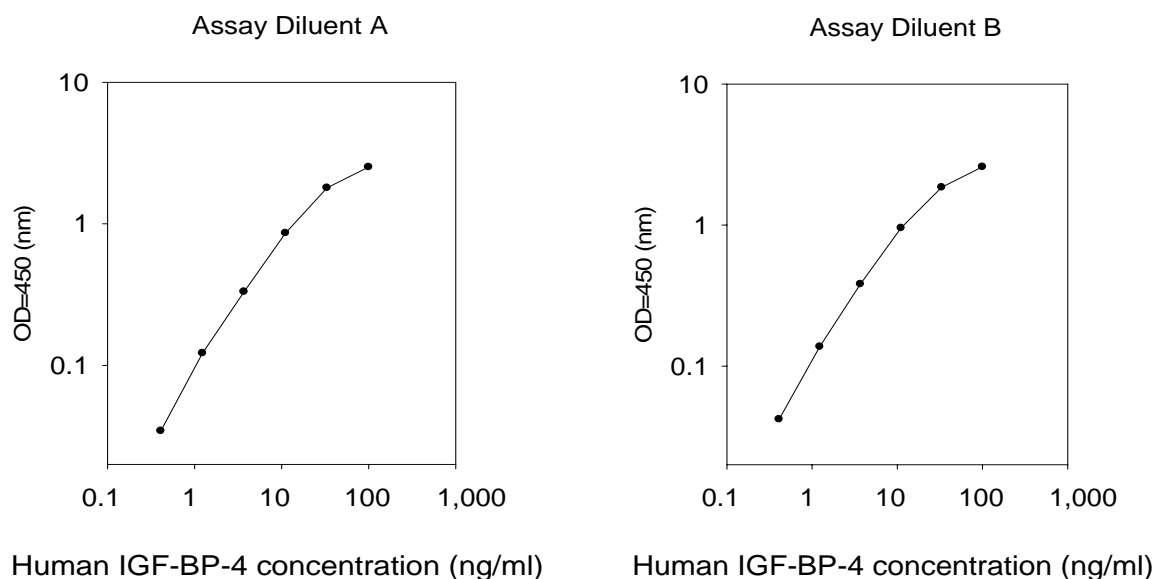 Assay Diluent A
10
1
0.1
OD=450 (nm)
0.1 1 10 100 1,000
Human IGF-BP-4 concentration (ng/ml)
Assay Diluent B
10
1
0.1
OD=450 (nm)
0.1 1 10 100 1,000
Human IGF-BP-4 concentration (ng/ml)